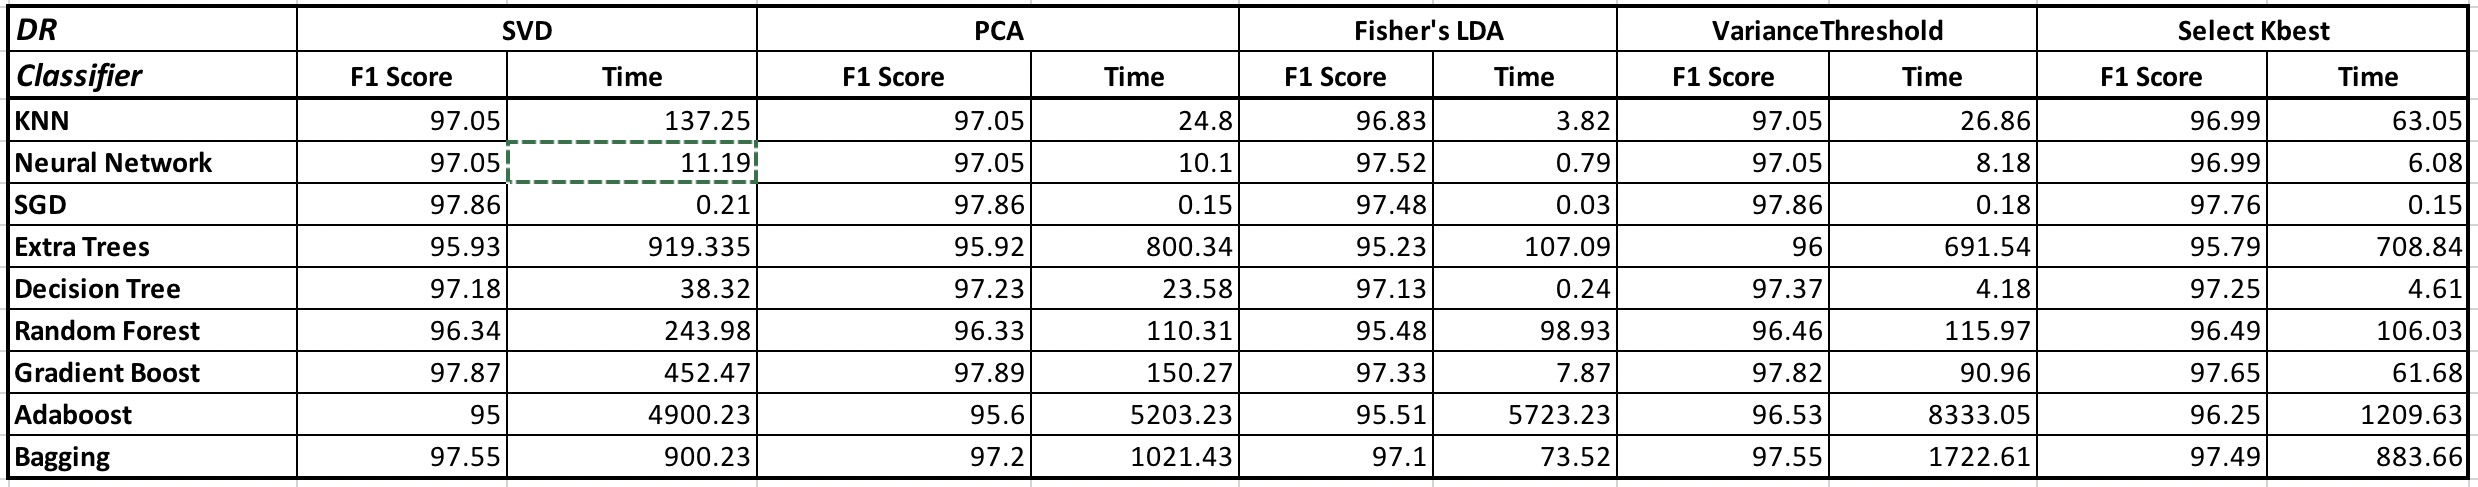 DR SVD PCA Fisher's LDA VarianceThreshold Select Kbest
Classifier F1 Score Time F1 Score Time F1 Score Time F1 Score Time F1 Score Time
KNN 97.05 137.25 97.05 24.8 96.83 3.82 97.05 26.86 96.99 63.05
Neural Network 97.05 11.19 97.05 10.1 97.52 0.79 97.05 8.18 96.99 6.08
SGD 97.86 0.21 97.86 0.15 97.48 0.03 97.86 0.18 97.76 0.15
Extra Trees 95.93 919.335 95.92 800.34 95.23 107.09 96 691.54 95.79 708.84
Decision Tree 97.18 38.32 97.23 23.58 97.13 0.24 97.37 4.18 97.25 4.61
Random Forest 96.34 243.98 96.33 110.31 95.48 98.93 96.46 115.97 96.49 106.03
Gradient Boost 97.87 452.47 97.89 150.27 97.33 7.87 97.82 90.96 97.65 61.68
Adaboost 95 4900.23 95.6 5203.23 95.51 5723.23 96.53 8333.05 96.25 1209.63
Bagging 97.55 900.23 97.2 1021.43 97.1 73.52 97.55 1722.61 97.49 883.66